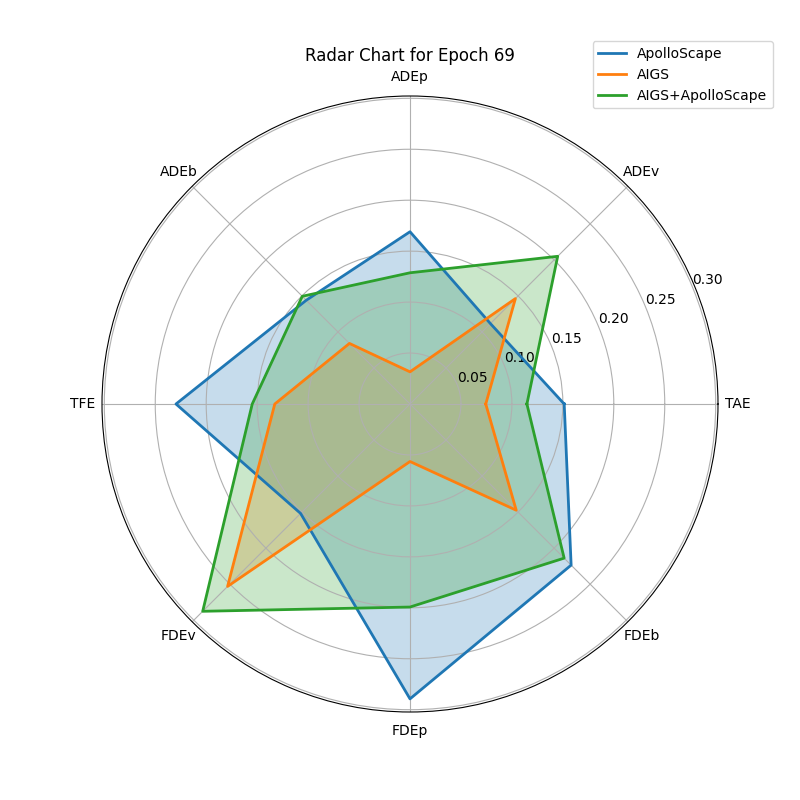 Radar Chart for Epoch 69
ApolloScape
AIGS
AIGS+ApolloScape
ADEp
ADEb
ADEv
0.30
0.25
0.20
0.15
0.10
0.05
TFE
TAE
FDEv
FDEb
FDEp